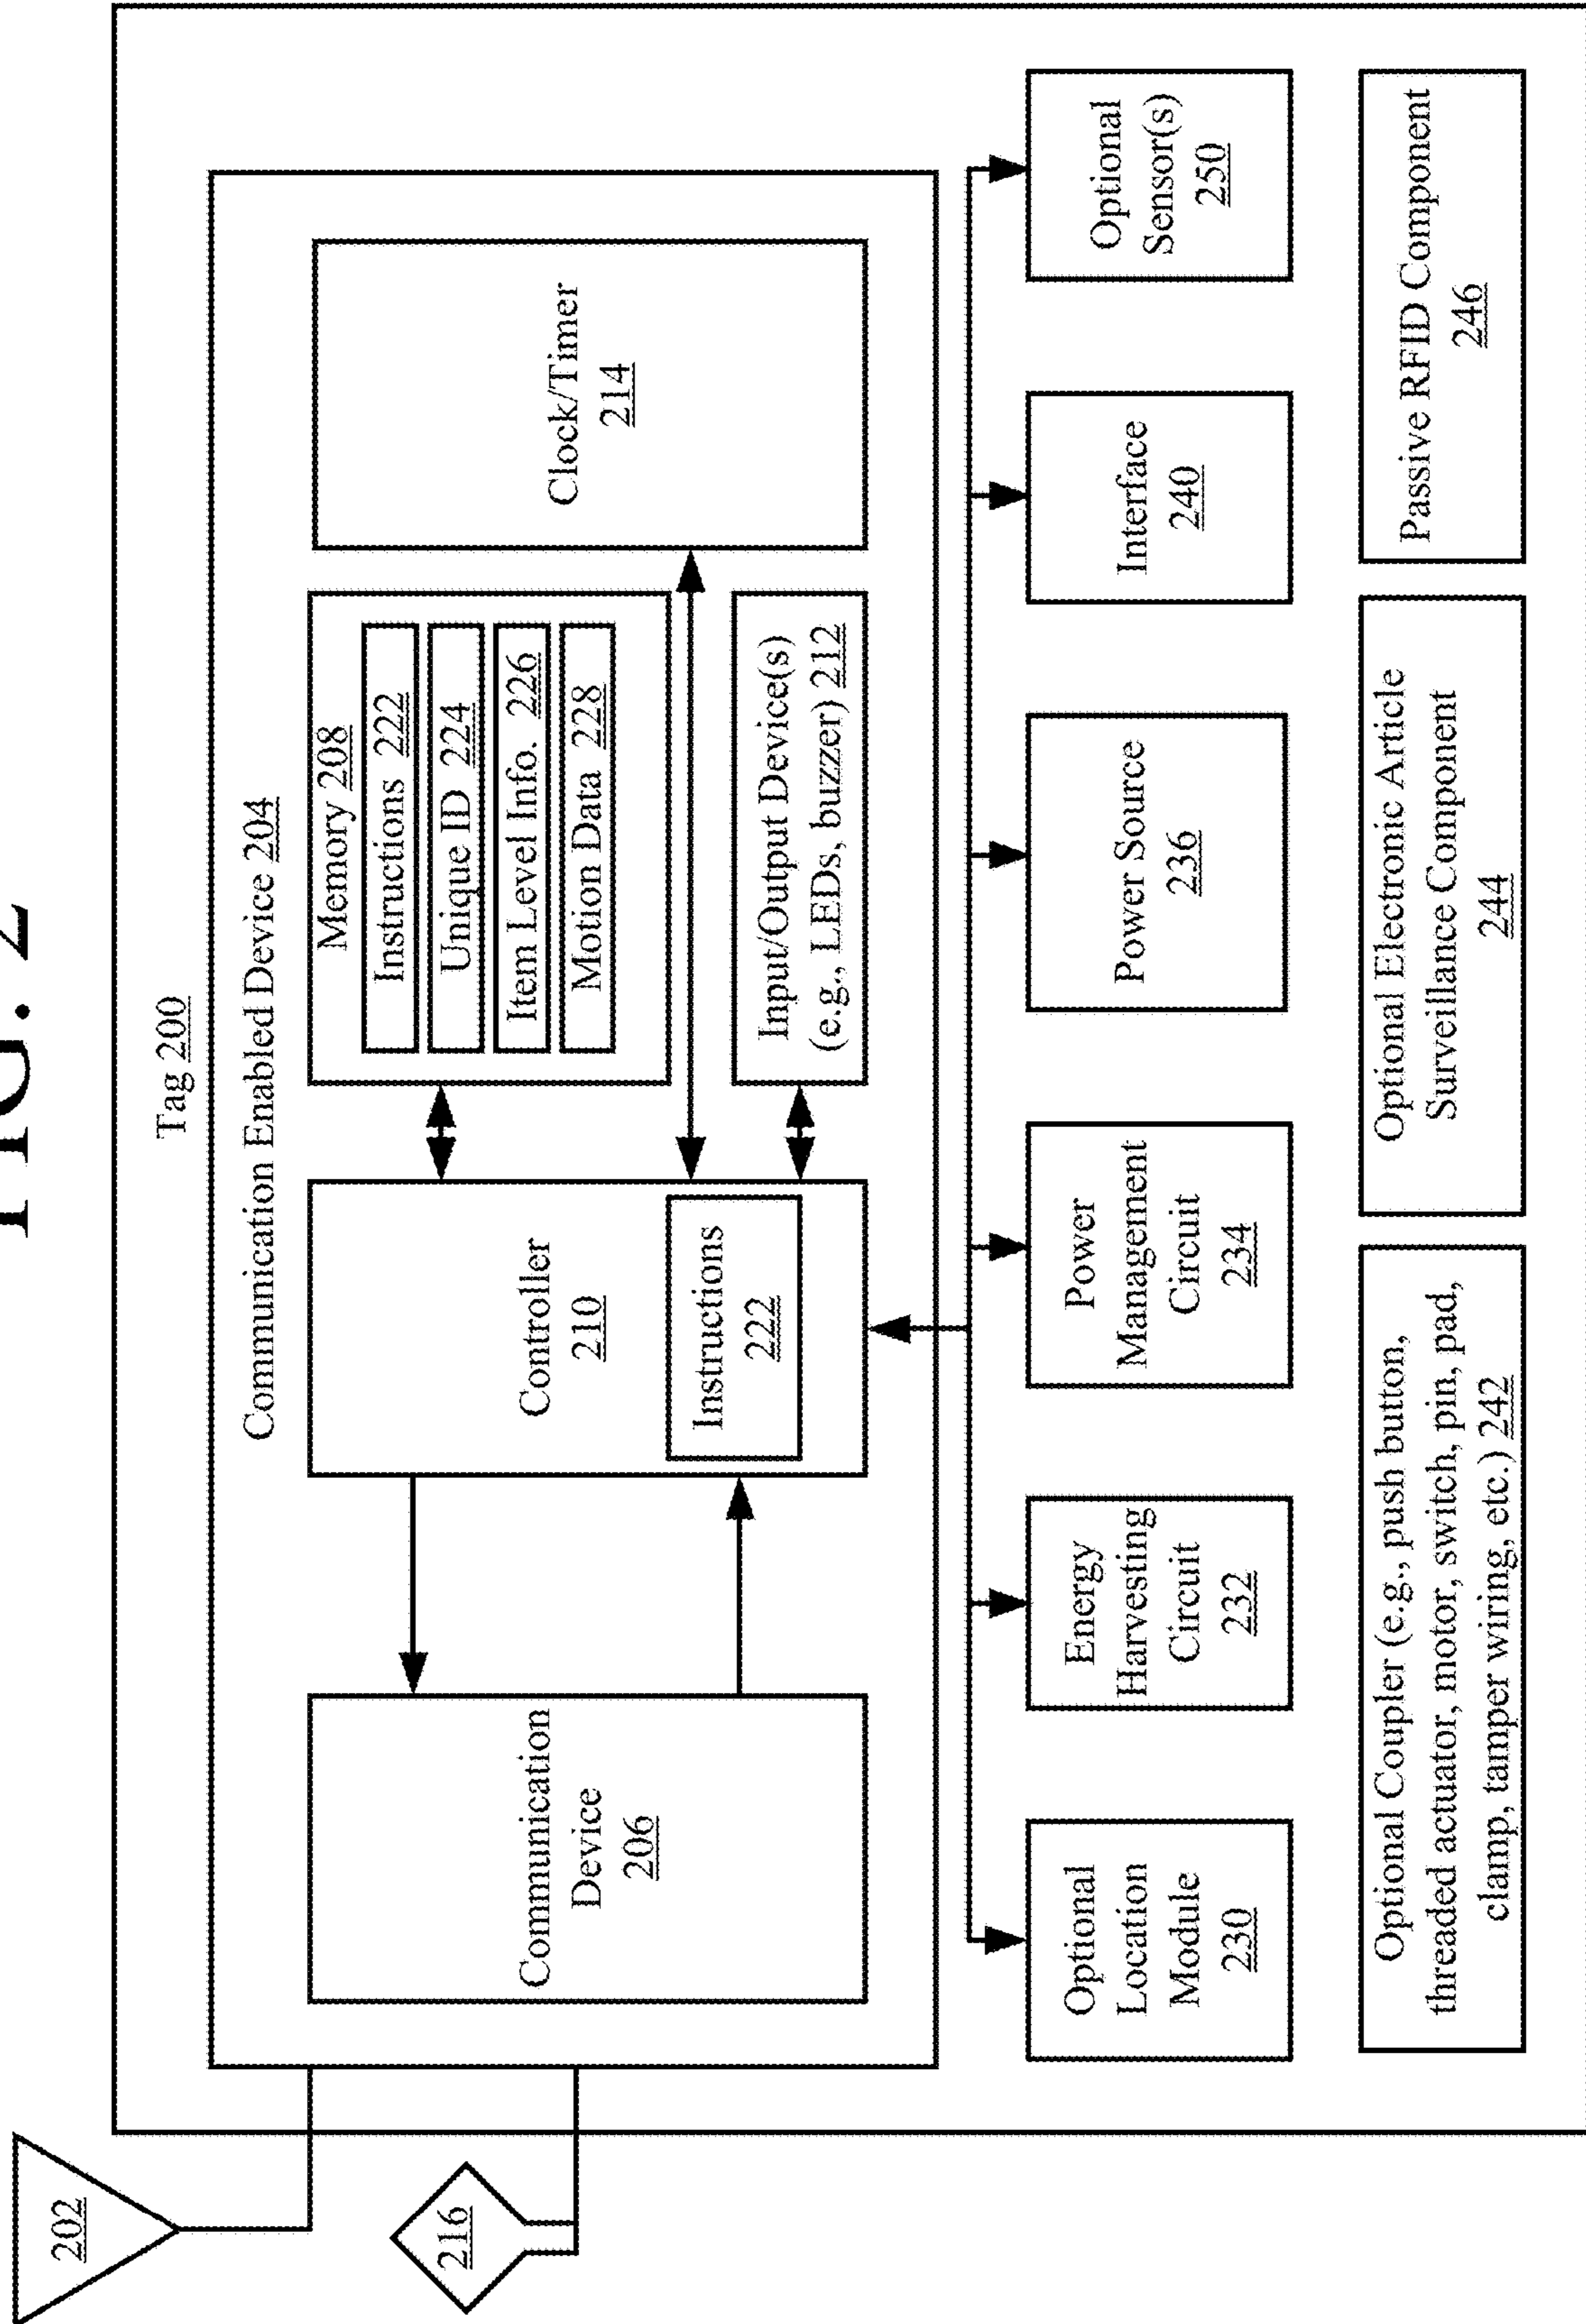 FIG. 2
202
216
Tag 200
Communication Enabled Device 204
Communication
Device
206
Controller
210
Instructions
222
Memory 208
Instructions 222
Unique ID 224
Item Level Info. 226
Motion Data 228
Input/Output Device(s)
(e.g., LEDs, buzzer) 212
Clock/Timer
214
Optional
Location
Module
230
Energy
Harvesting
Circuit
232
Power
Management
Circuit
234
Power Source
236
Interface
240
Optional
Sensor(s)
250
Optional Coupler (e.g., push button,
threaded actuator, motor, switch, pin, pad,
clamp, tamper wiring, etc.) 242
Optional Electronic Article
Surveillance Component
244
Passive RFID Component
246